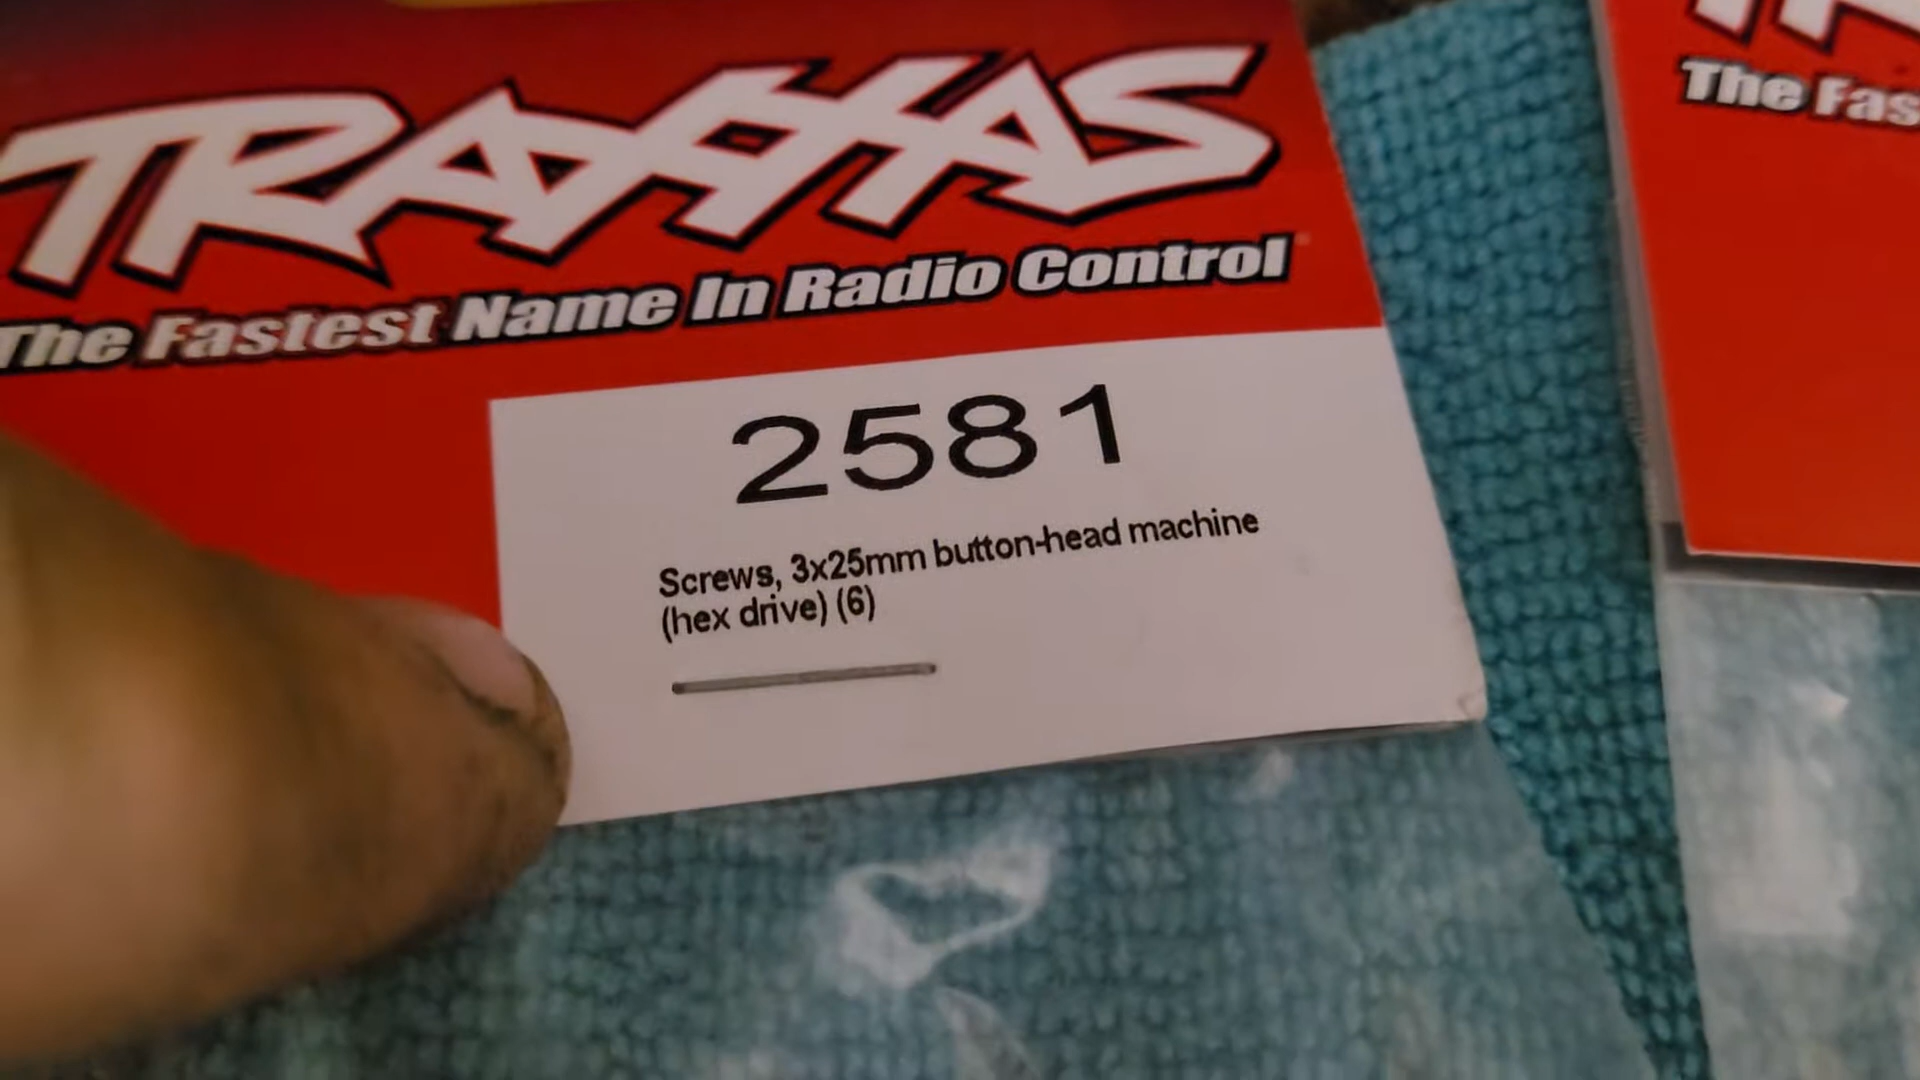 TRAXXAS
The Fastest Name In Radio Control
2581
Screws, 3x25mm button-head machine
(hex drive) (6)
The Fas